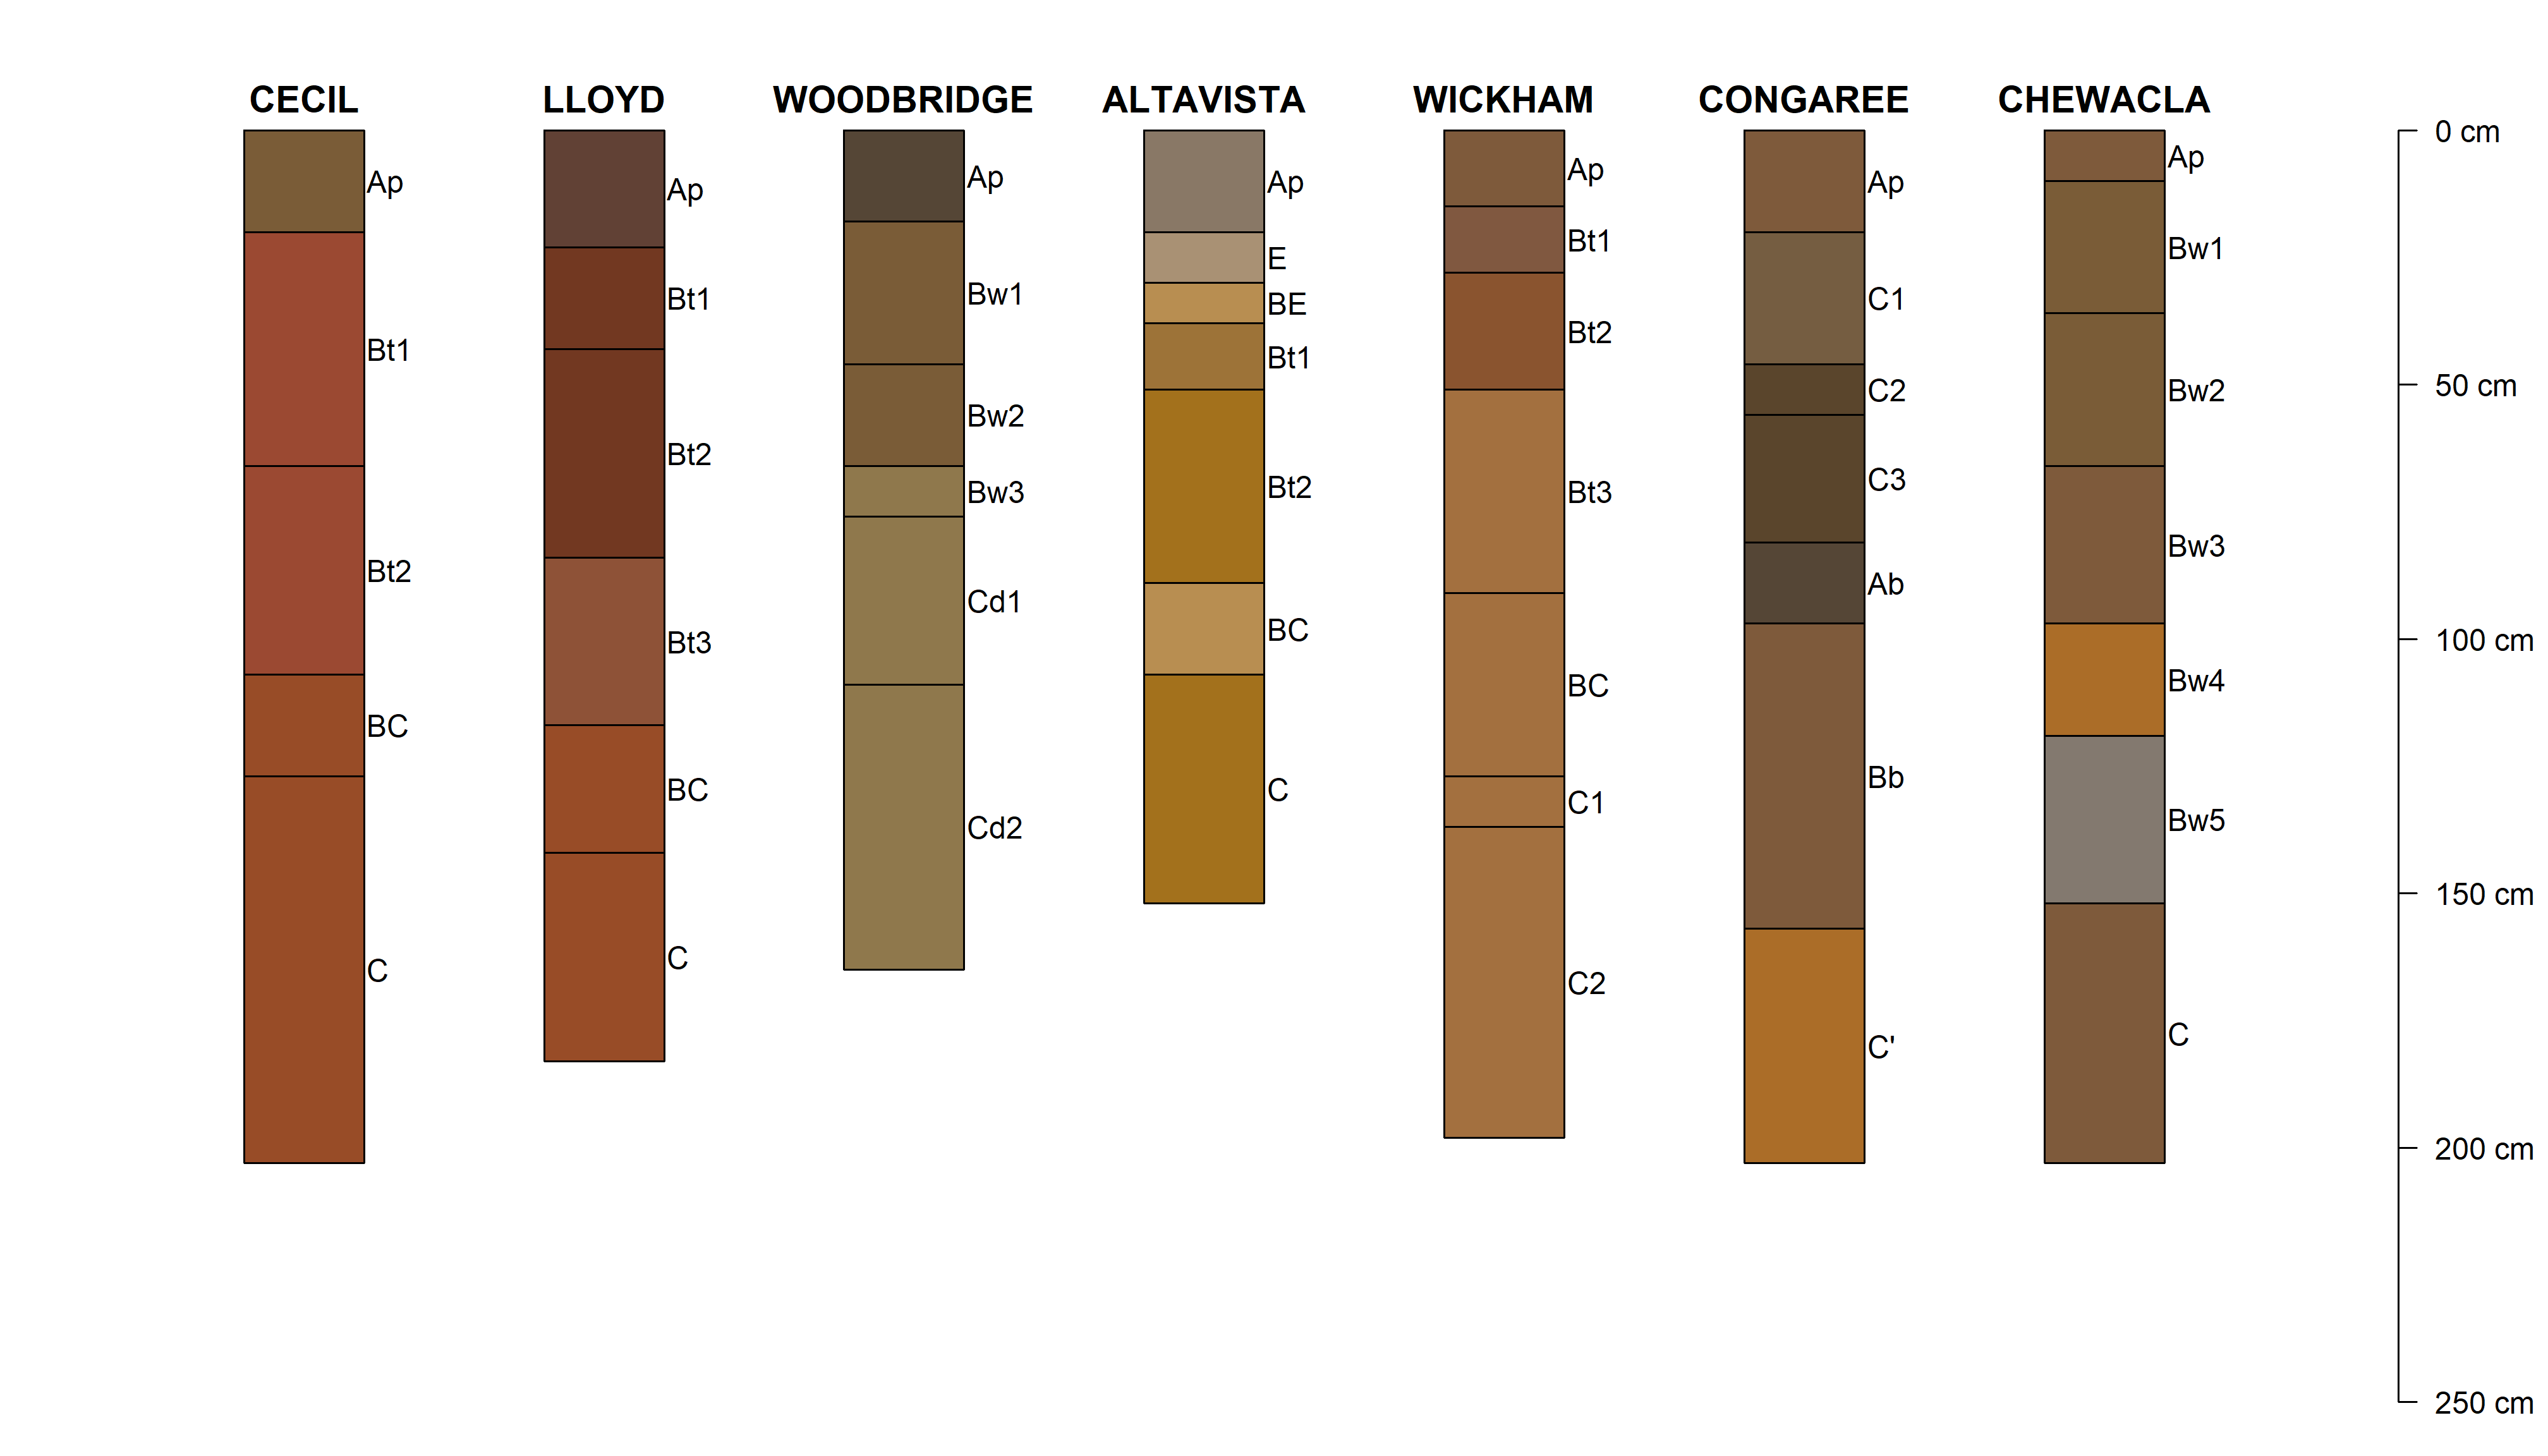 CECIL
Ap
Bt1
Bt2
BC
C
LLOYD
Ap
Bt1
Bt2
Bt3
BC
C
WOODBRIDGE
Ap
Bw1
Bw2
Bw3
Cd1
Cd2
ALTAVISTA
Ap
E
BE
Bt1
Bt2
BC
C
WICKHAM
Ap
Bt1
Bt2
Bt3
BC
C1
C2
CONGAREE
Ap
C1
C2
C3
Ab
Bb
C'
CHEWACLA
Ap
Bw1
Bw2
Bw3
Bw4
Bw5
C
0 cm
50 cm
100 cm
150 cm
200 cm
250 cm